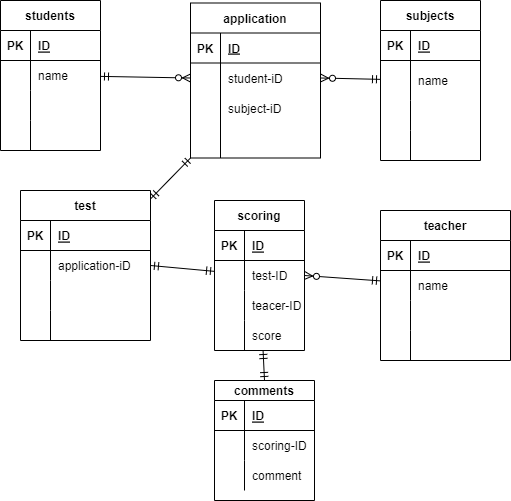 students
PK ID
name
application
PK ID
student-iD
subject-iD
subjects
PK ID
name
test
PK ID
application-iD
scoring
PK ID
test-ID
teacer-ID
score
teacher
PK ID
name
comments
PK ID
scoring-ID
comment